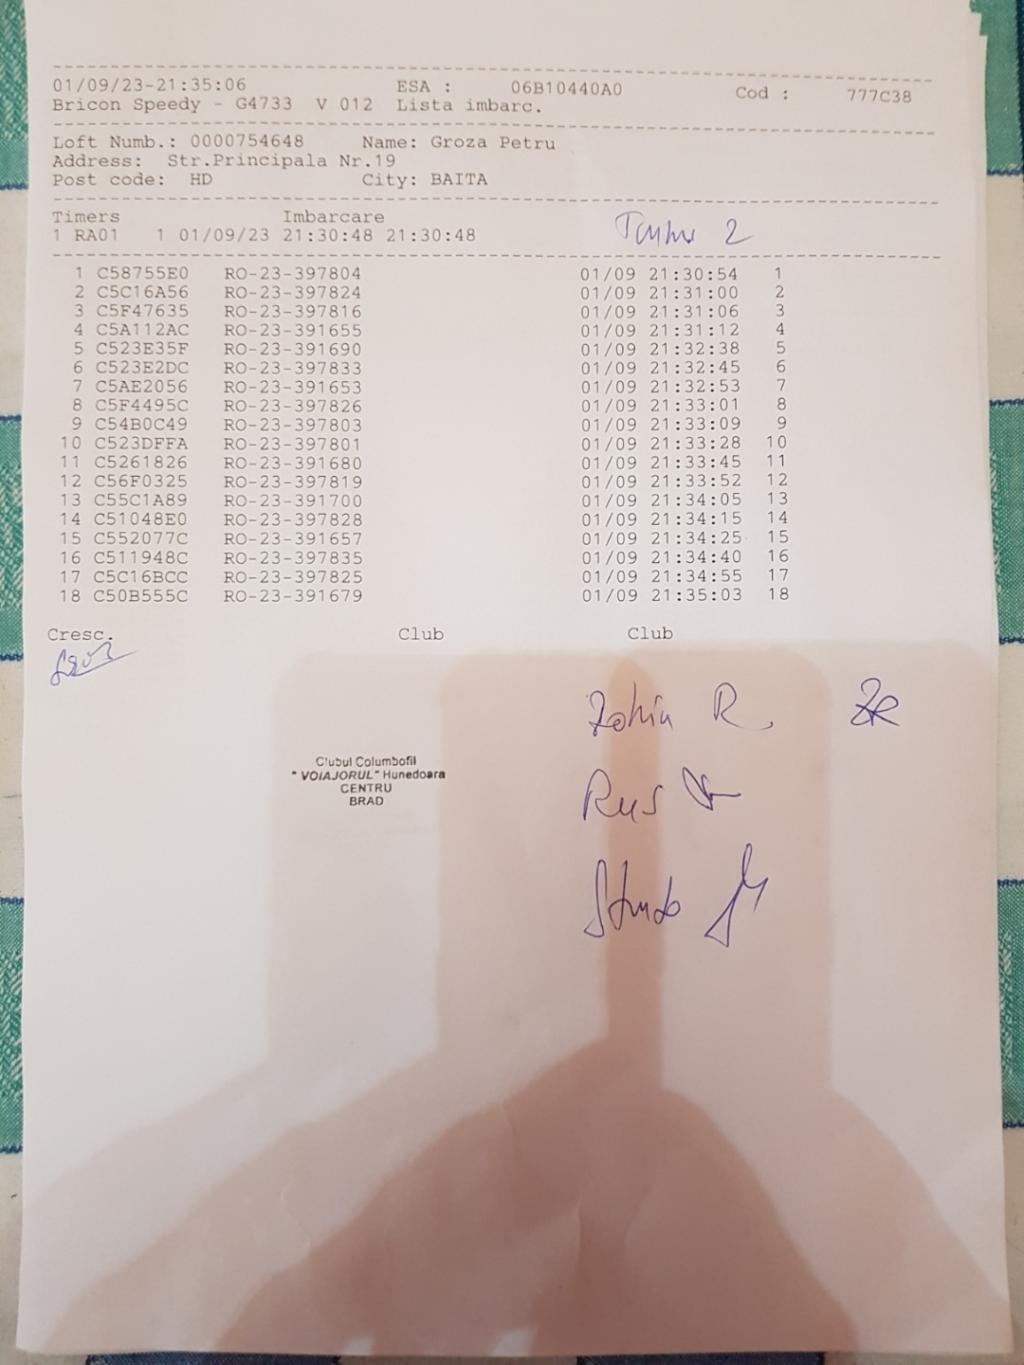 01/09/23-21:35:06 ESA : 06B10440A0 Cod : 777C38
Bricon Speedy - G4733 V 012 Lista imbarc.
Loft Numb.: 0000754648 Name: Groza Petru
Address: Str.Principala Nr.19
Post code: HD City: BAITA
Timers Imbarcare
1 RA01 1 01/09/23 21:30:48 21:30:48 2
1 C58755E0 RO-23-397804 01/09 21:30:54 1
2 C5C16A56 RO-23-397824 01/09 21:31:00 2
3 C5F47635 RO-23-397816 01/09 21:31:06 3
4 C5A112AC RO-23-391655 01/09 21:31:12 4
5 C523E35F RO-23-391690 01/09 21:32:38 5
6 C523E2DC RO-23-397833 01/09 21:32:45 6
7 C5AE2056 RO-23-391653 01/09 21:32:53 7
8 C5F4495C RO-23-397826 01/09 21:33:01 8
9 C54B0C49 RO-23-397803 01/09 21:33:09 9
10 C523DFFA RO-23-397801 01/09 21:33:28 10
11 C5261826 RO-23-391680 01/09 21:33:45 11
12 C56F0325 RO-23-397819 01/09 21:33:52 12
13 C55C1A89 RO-23-391700 01/09 21:34:05 13
14 C51048E0 RO-23-397828 01/09 21:34:15 14
15 C552077C RO-23-391657 01/09 21:34:25 15
16 C511948C RO-23-397835 01/09 21:34:40 16
17 C5C16BCC RO-23-397825 01/09 21:34:55 17
18 C50B555C RO-23-391679 01/09 21:35:03 18
Cresc. Club Club
R
Clubul Columbofil
"VOIAJORUL" Hunedoara
CENTRU
BRAD
Rus